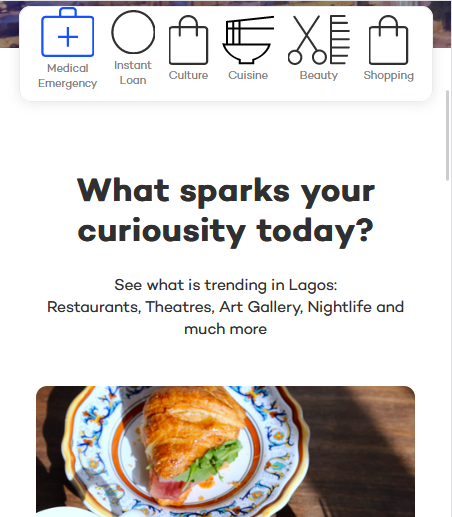 Medical
Emergency
Instant
Loan
Culture
Cuisine
Beauty
Shopping
What sparks your
curiousity today?
See what is trending in Lagos:
Restaurants, Theatres, Art Gallery, Nightlife and
much more